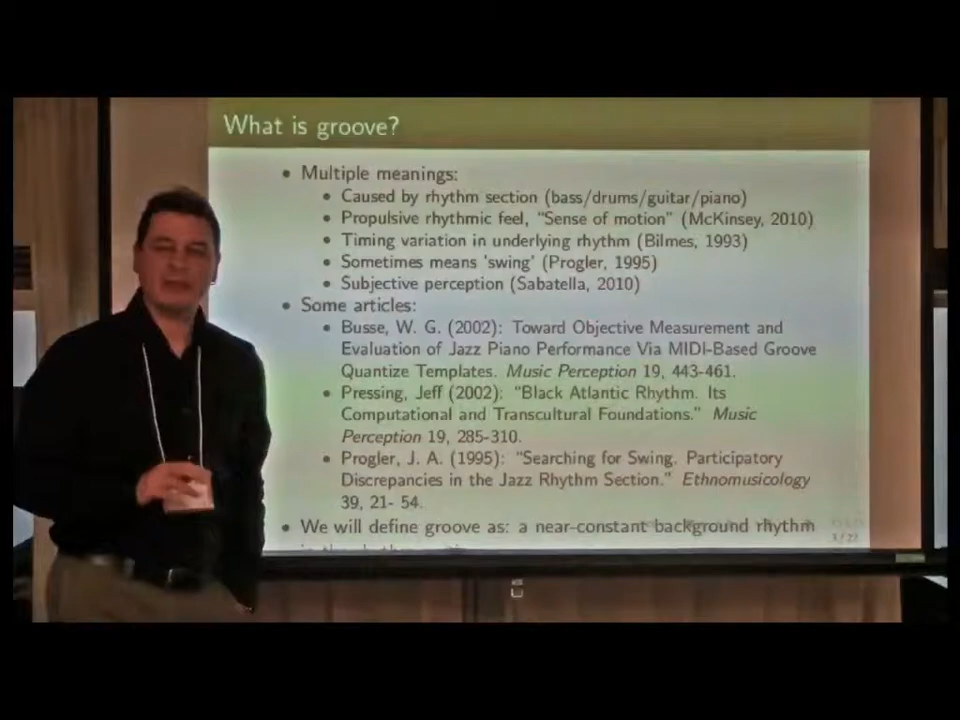 What is groove?
• Multiple meanings:
• Caused by rhythm section (bass/drums/guitar/piano)
• Propulsive rhythmic feel, "Sense of motion" (McKinsey, 2010)
• Timing variation in underlying rhythm (Bilmes, 1993)
• Sometimes means 'swing' (Progler, 1995)
• Subjective perception (Sabatella, 2010)
• Some articles:
• Busse, W. G. (2002): Toward Objective Measurement and
Evaluation of Jazz Piano Performance Via MIDI-Based Groove
Quantize Templates. Music Perception 19, 443-461.
• Pressing, Jeff (2002): "Black Atlantic Rhythm. Its
Computational and Transcultural Foundations." Music
Perception 19, 285-310.
• Progler, J. A. (1995): "Searching for Swing. Participatory
Discrepancies in the Jazz Rhythm Section." Ethnomusicology
39, 21- 54.
• We will define groove as: a near-constant background rhythm
3 / 27